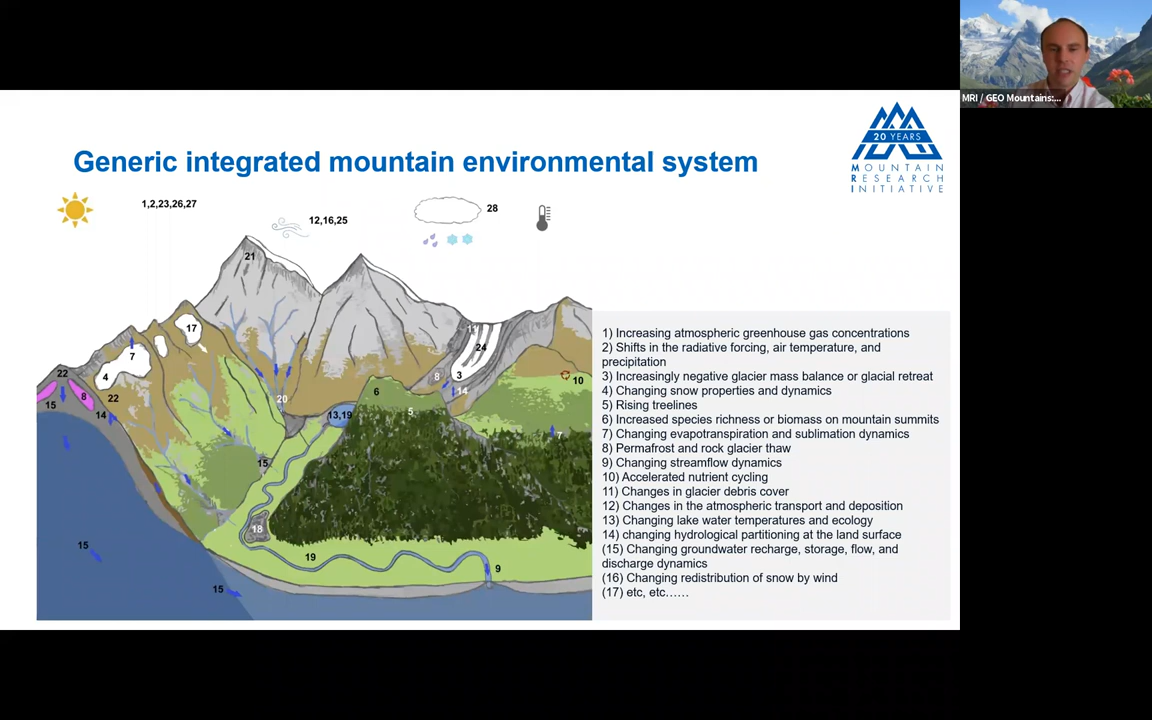 MRI / GEO Mountains:...
20 YEARS
MOUNTAIN
RESEARCH
INITIATIVE
Generic integrated mountain environmental system
1,2,23,26,27
12,16,25
28
21
17
7
4
22
8
15
22
14
20
13,19
6
5
11
24
3
8
14
10
7
15
18
19
9
15
15
1) Increasing atmospheric greenhouse gas concentrations
2) Shifts in the radiative forcing, air temperature, and
precipitation
3) Increasingly negative glacier mass balance or glacial retreat
4) Changing snow properties and dynamics
5) Rising treelines
6) Increased species richness or biomass on mountain summits
7) Changing evapotranspiration and sublimation dynamics
8) Permafrost and rock glacier thaw
9) Changing streamflow dynamics
10) Accelerated nutrient cycling
11) Changes in glacier debris cover
12) Changes in the atmospheric transport and deposition
13) Changing lake water temperatures and ecology
14) changing hydrological partitioning at the land surface
(15) Changing groundwater recharge, storage, flow, and
discharge dynamics
(16) Changing redistribution of snow by wind
(17) etc, etc……